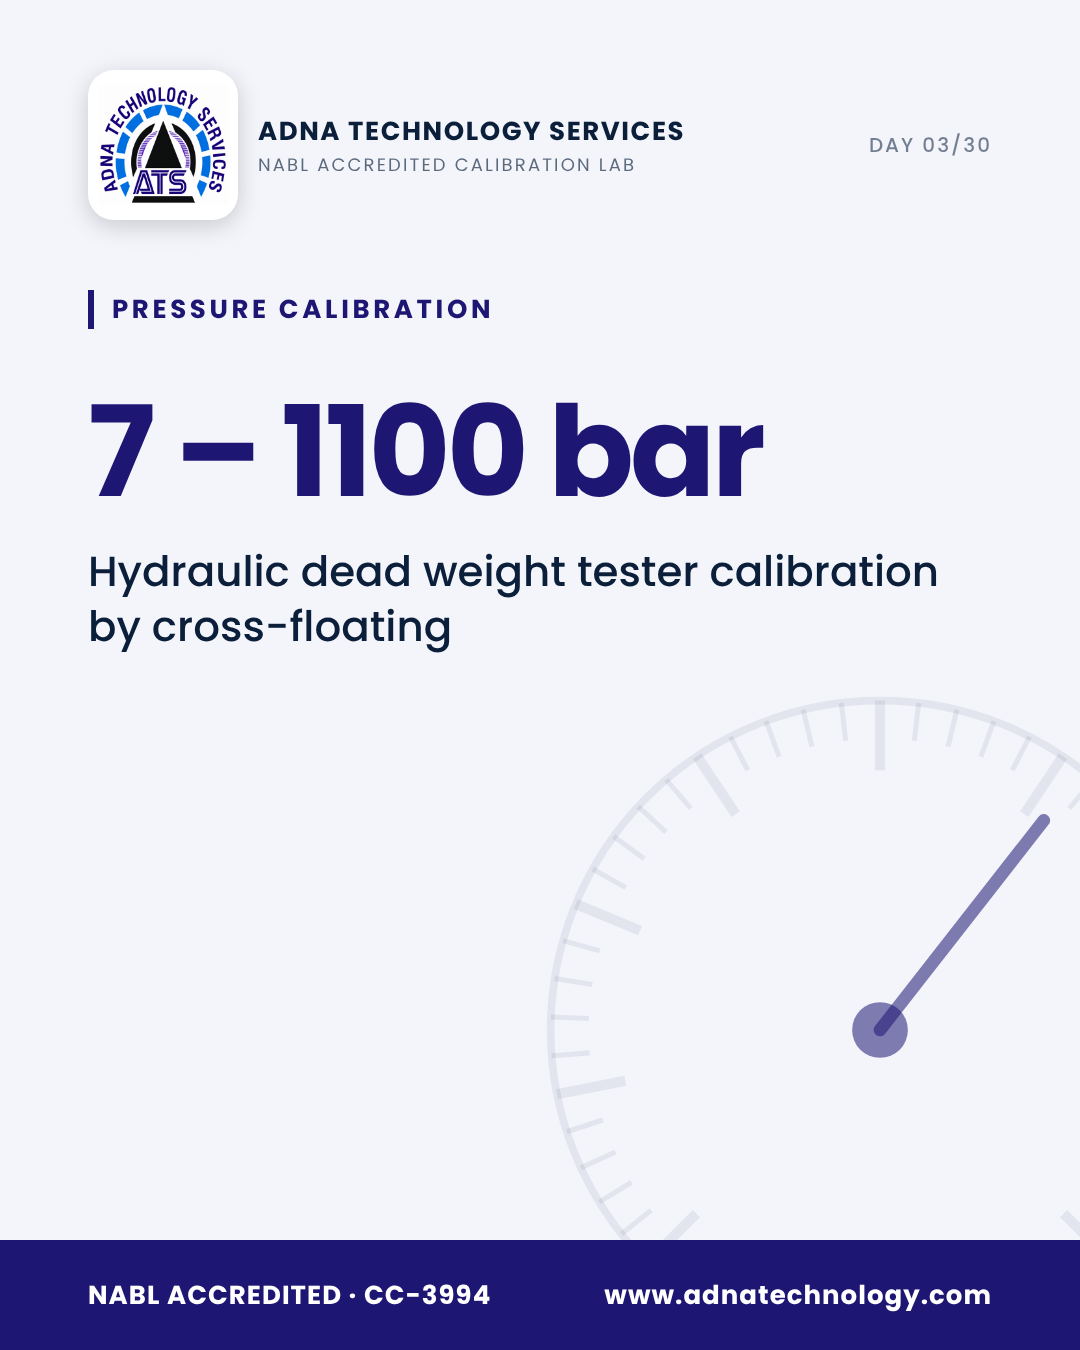 ADNA TECHNOLOGY SERVICES
ATS
ADNA TECHNOLOGY SERVICES
NABL ACCREDITED CALIBRATION LAB
DAY 03/30
PRESSURE CALIBRATION
7 – 1100 bar
Hydraulic dead weight tester calibration
by cross-floating
NABL ACCREDITED · CC-3994
www.adnatechnology.com